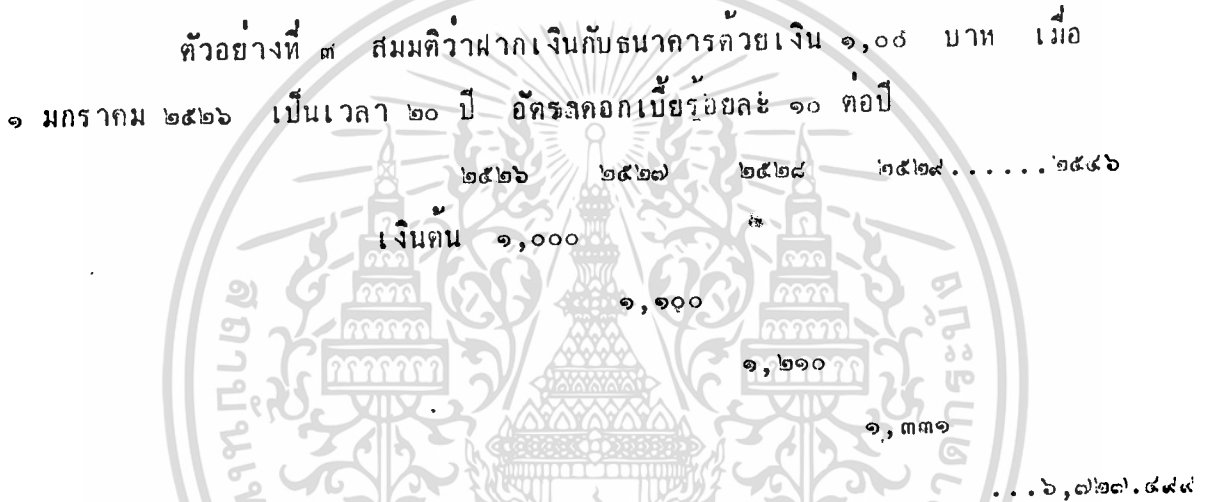 ตัวอย่างที่ ๓ สมมติว่าฝากเงินกับธนาคารด้วยเงิน ๑,๐๐๐ บาท เมื่อ
๑ มกราคม ๒๕๒๖ เป็นเวลา ๒๐ ปี อัตราดอกเบี้ยร้อยละ ๑๐ ต่อปี
๒๕๒๖ ๒๕๒๗ ๒๕๒๘ ๒๕๒๙......๒๕๔๖
เงินต้น ๑,๐๐๐
๑,๑๐๐
๑,๒๑๐
๑,๓๓๑
...๖,๗๒๗.๔๙๙